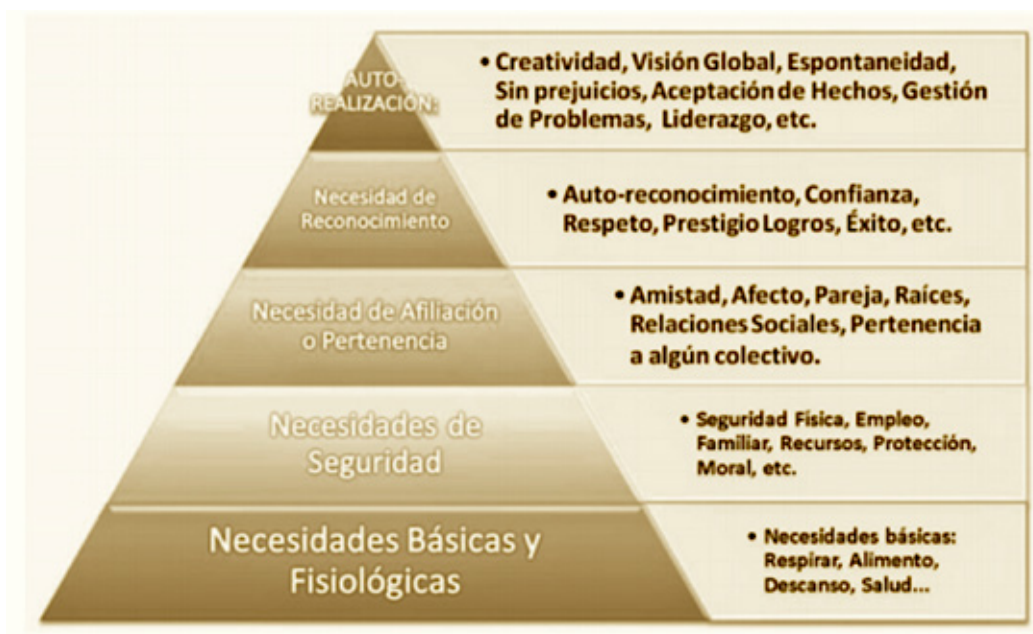 AUTO-
REALIZACIÓN:
• Creatividad, Visión Global, Espontaneidad,
Sin prejuicios, Aceptación de Hechos, Gestión
de Problemas, Liderazgo, etc.
Necesidad de
Reconocimiento
• Auto-reconocimiento, Confianza,
Respeto, Prestigio Logros, Éxito, etc.
Necesidad de Afiliación
o Pertenencia
• Amistad, Afecto, Pareja, Raíces,
Relaciones Sociales, Pertenencia
a algún colectivo.
Necesidades de
Seguridad
• Seguridad Física, Empleo,
Familiar, Recursos, Protección,
Moral, etc.
Necesidades Básicas y
Fisiológicas
• Necesidades básicas:
Respirar, Alimento,
Descanso, Salud...